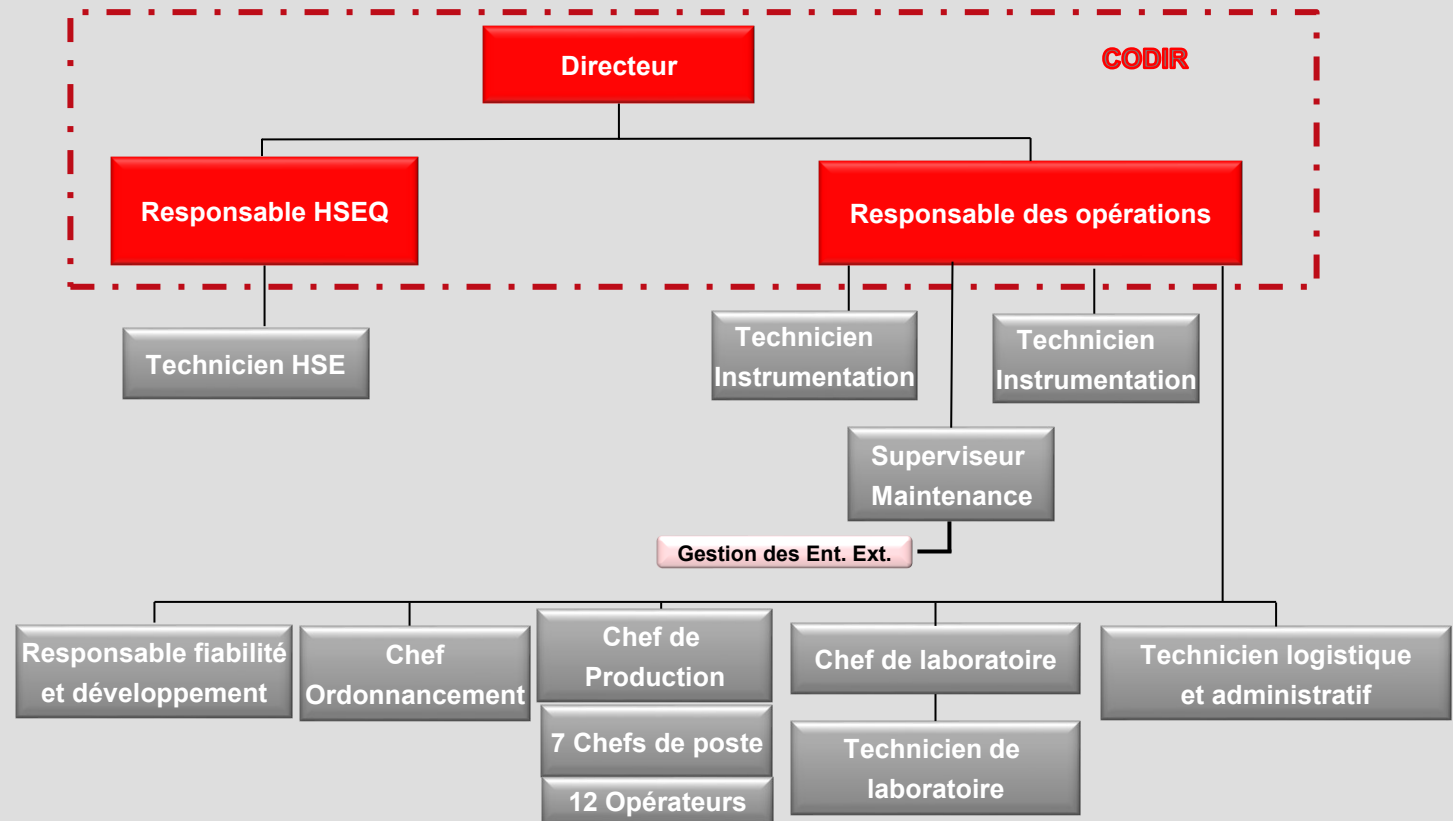 Directeur
CODIR
Responsable HSEQ
Responsable des opérations
Technicien HSE
Technicien
Instrumentation
Technicien
Instrumentation
Superviseur
Maintenance
Gestion des Ent. Ext.
Responsable fiabilité
et développement
Chef
Ordonnancement
Chef de
Production
7 Chefs de poste
12 Opérateurs
Chef de laboratoire
Technicien de
laboratoire
Technicien logistique
et administratif